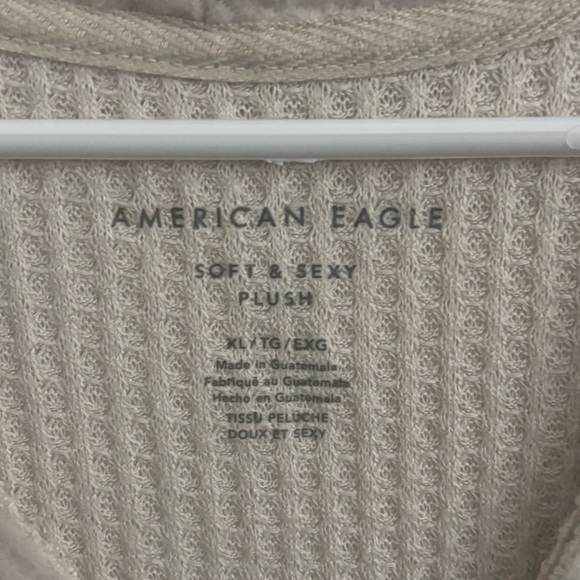 AMERICAN EAGLE
SOFT & SEXY
PLUSH
XL/TG/EXG
Made in Guatemala
Fabriqué au Guatemala
Hecho en Guatemala
TISSU PELUCHE
DOUX ET SEXY